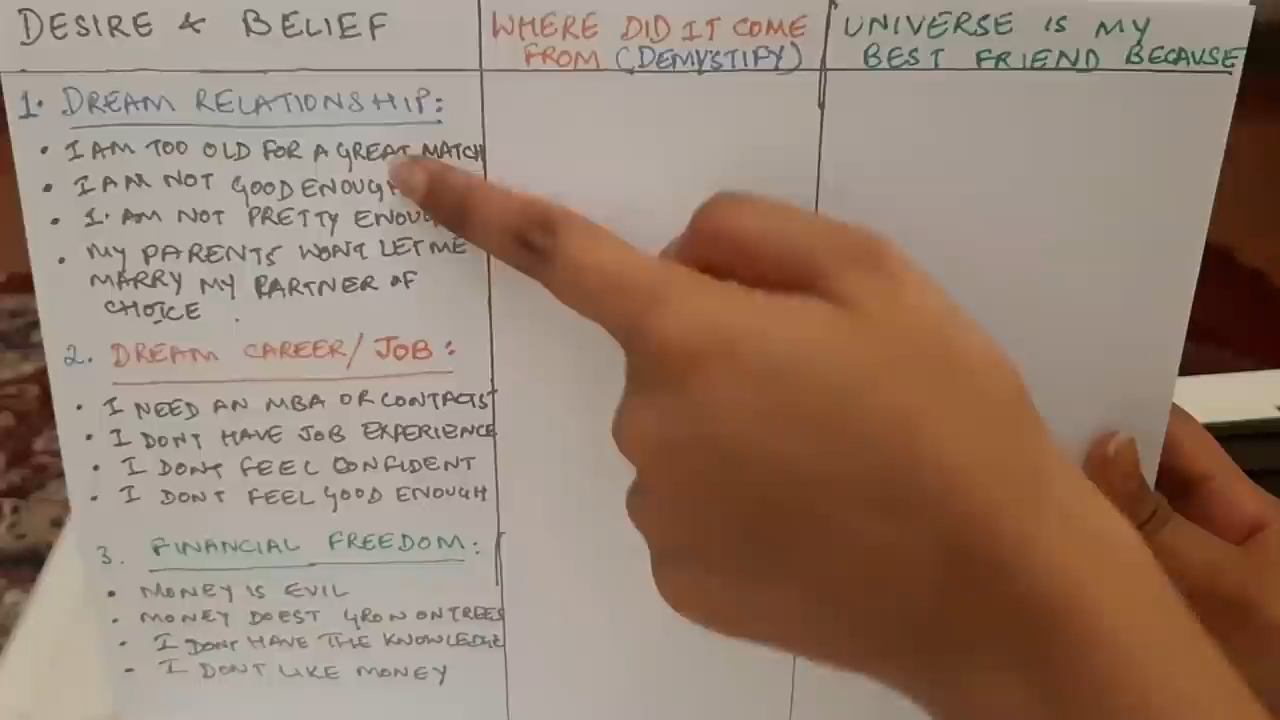 DESIRE & BELIEF
WHERE DID IT COME
FROM (DEMYSTIFY)
UNIVERSE IS MY
BEST FRIEND BECAUSE
1. DREAM RELATIONSHIP:
• I AM TOO OLD FOR A GREAT MATCH
• I AM NOT GOOD ENOUGH
• I AM NOT PRETTY ENOU
• MY PARENTS WONT LET ME
MARRY MY PARTNER OF
CHOICE.
2. DREAM CAREER/JOB:
• I NEED AN MBA OR CONTACTS
• I DONT HAVE JOB EXPERIENCE
• I DONT FEEL CONFIDENT
• I DONT FEEL GOOD ENOUGH
3. FINANCIAL FREEDOM:
• MONEY IS EVIL
• MONEY DOEST GROW ON TREES
• I DONT HAVE THE KNOWLEDGE
• I DONT LIKE MONEY